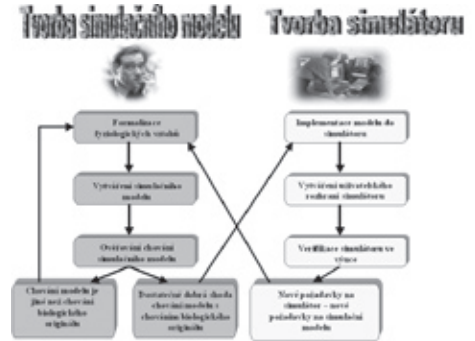 Tvorba simulačního modelu
Tvorba simulátoru
Formalizace
fyziologických vztahů
Vytváření simulačního
modelu
Ověřování chování
simulačního modelu
Chování modelu je
jiné než chování
biologického
originálu
Dostatečně dobrá shoda
chování modelu s
chováním biologického
originálu
Implementace modelu do
simulátoru
Vytváření uživatelského
rozhraní simulátoru
Verifikace simulátoru ve
výuce
Nové požadavky na
simulátor – nové
požadavky na simulační
model